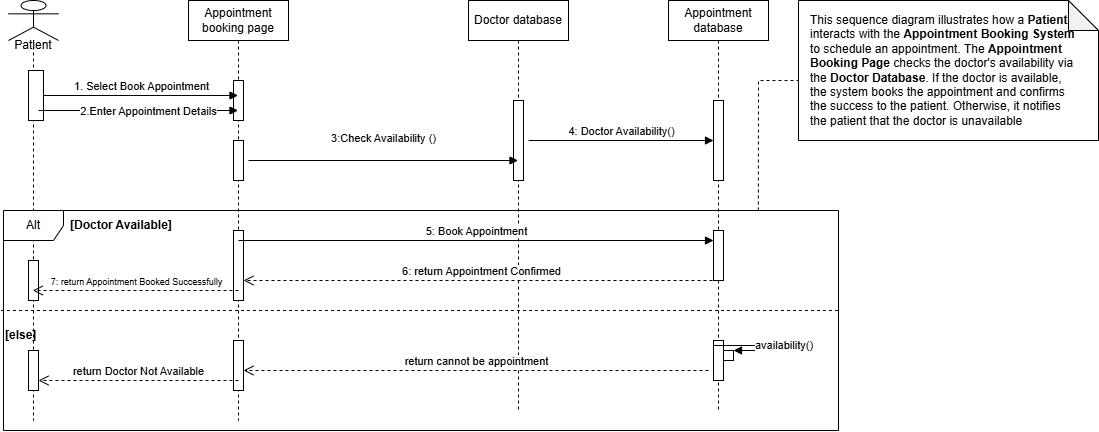 Patient
Appointment
booking page
Doctor database
Appointment
database
This sequence diagram illustrates how a Patient
interacts with the Appointment Booking System
to schedule an appointment. The Appointment
Booking Page checks the doctor's availability via
the Doctor Database. If the doctor is available,
the system books the appointment and confirms
the success to the patient. Otherwise, it notifies
the patient that the doctor is unavailable
1. Select Book Appointment
2.Enter Appointment Details
3:Check Availability ()
4: Doctor Availability()
Alt
[Doctor Available]
5: Book Appointment
6: return Appointment Confirmed
7: return Appointment Booked Successfully
[else]
availability()
return cannot be appointment
return Doctor Not Available